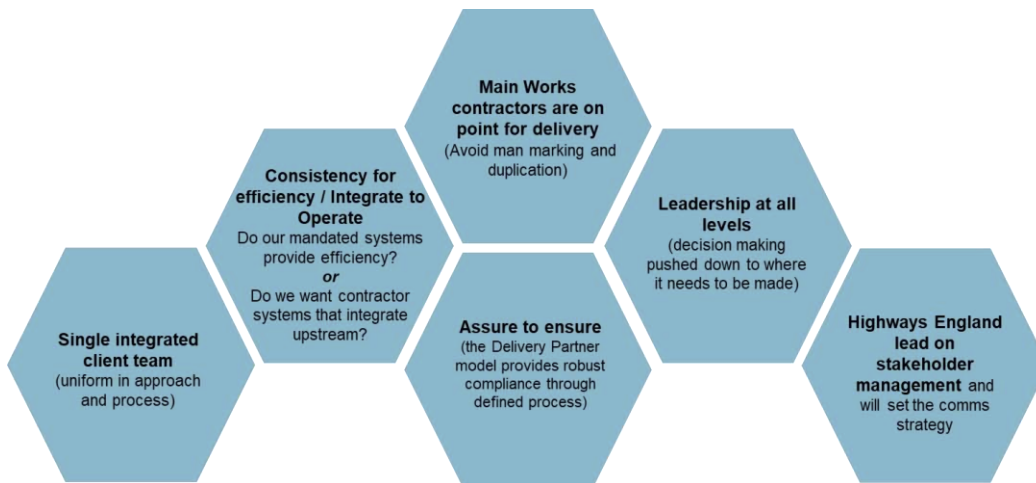 Single integrated
client team
(uniform in approach
and process)
Consistency for
efficiency / Integrate to
Operate
Do our mandated systems
provide efficiency?
or
Do we want contractor
systems that integrate
upstream?
Main Works
contractors are on
point for delivery
(Avoid man marking and
duplication)
Assure to ensure
(the Delivery Partner
model provides robust
compliance through
defined process)
Leadership at all
levels
(decision making
pushed down to where
it needs to be made)
Highways England
lead on
stakeholder
management and
will set the comms
strategy